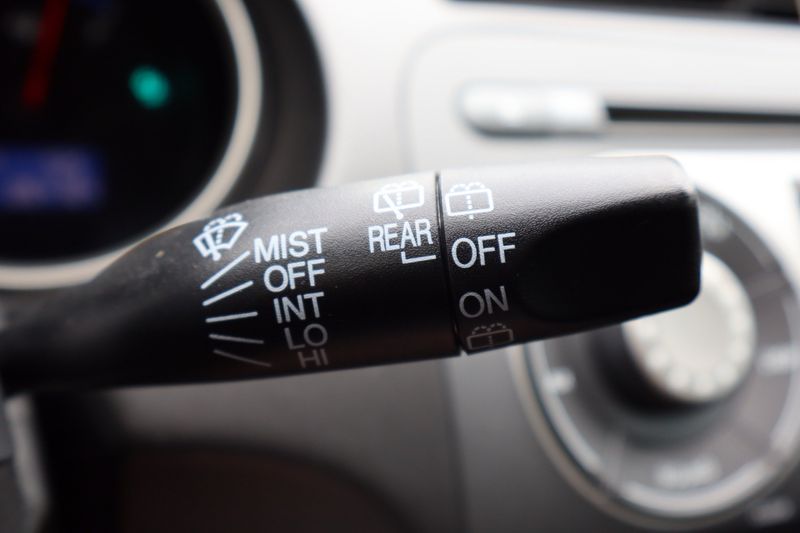 MIST
OFF
INT
LO
HI
REAR
OFF
ON